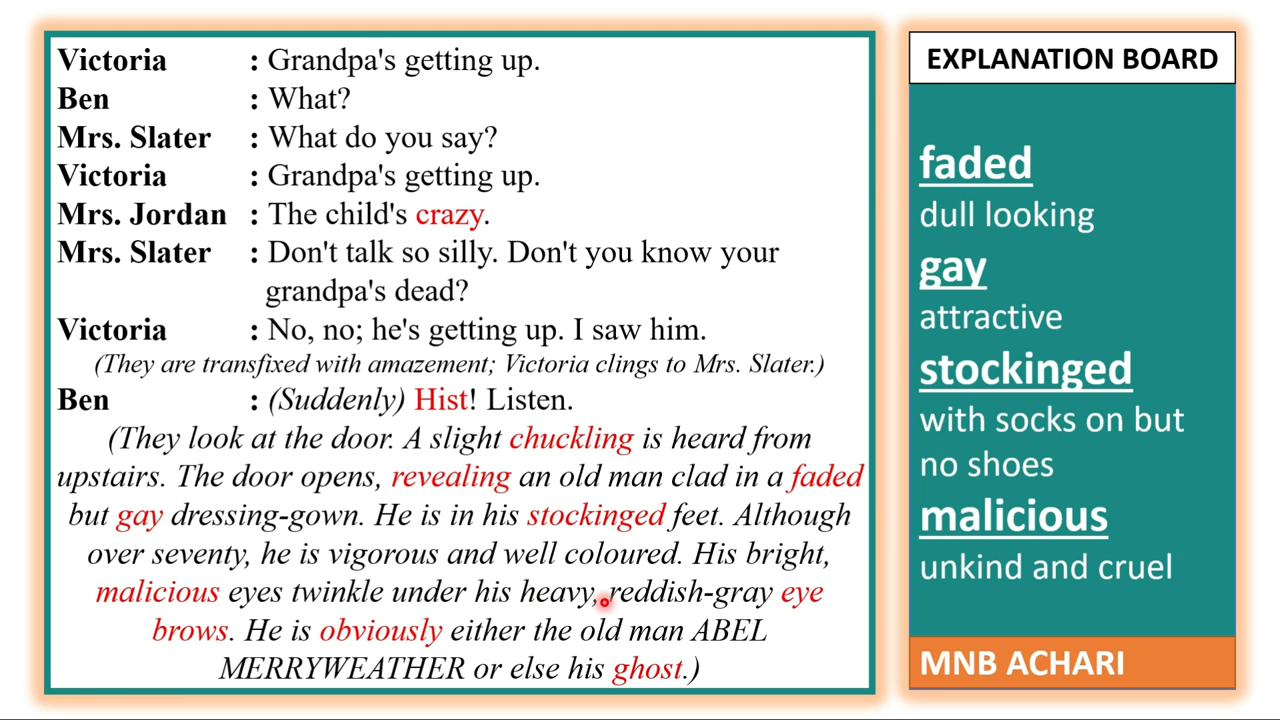 Victoria : Grandpa's getting up.
Ben : What?
Mrs. Slater : What do you say?
Victoria : Grandpa's getting up.
Mrs. Jordan : The child's crazy.
Mrs. Slater : Don't talk so silly. Don't you know your
grandpa's dead?
Victoria : No, no; he's getting up. I saw him.
(They are transfixed with amazement; Victoria clings to Mrs. Slater.)
Ben : (Suddenly) Hist! Listen.
(They look at the door. A slight chuckling is heard from
upstairs. The door opens, revealing an old man clad in a faded
but gay dressing-gown. He is in his stockinged feet. Although
over seventy, he is vigorous and well coloured. His bright,
malicious eyes twinkle under his heavy, reddish-gray eye
brows. He is obviously either the old man ABEL
MERRYWEATHER or else his ghost.)
EXPLANATION BOARD
faded
dull looking
gay
attractive
stockinged
with socks on but
no shoes
malicious
unkind and cruel
MNB ACHARI